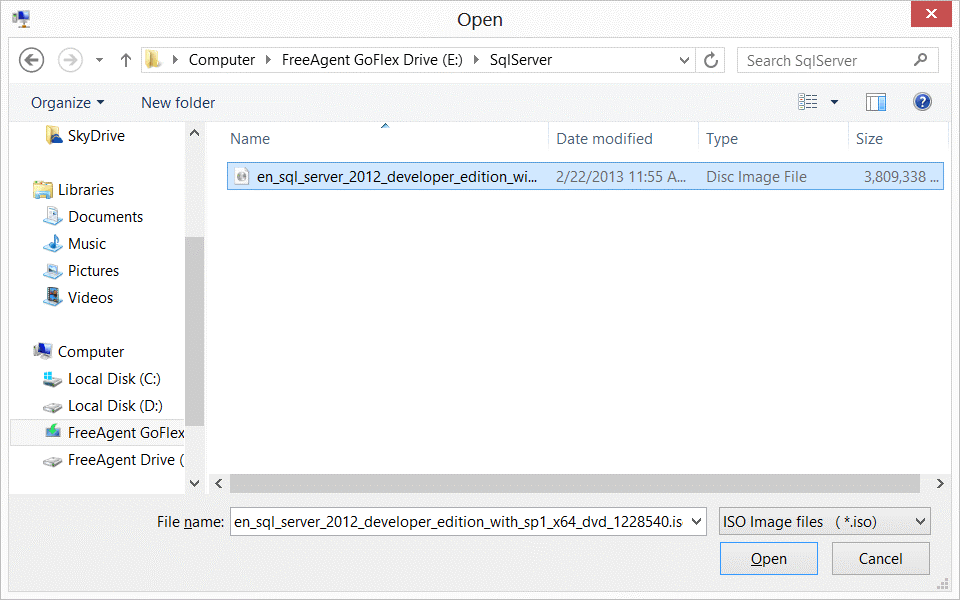 Open
Computer FreeAgent GoFlex Drive (E:) SqlServer
Search SqlServer
Organize New folder
Name Date modified Type Size
en_sql_server_2012_developer_edition_wi... 2/22/2013 11:55 A... Disc Image File 3,809,338 ...
SkyDrive
Libraries
Documents
Music
Pictures
Videos
Computer
Local Disk (C:)
Local Disk (D:)
FreeAgent GoFlex
FreeAgent Drive (
File name: en_sql_server_2012_developer_edition_with_sp1_x64_dvd_1228540.is
ISO Image files ( *.iso)
Open Cancel